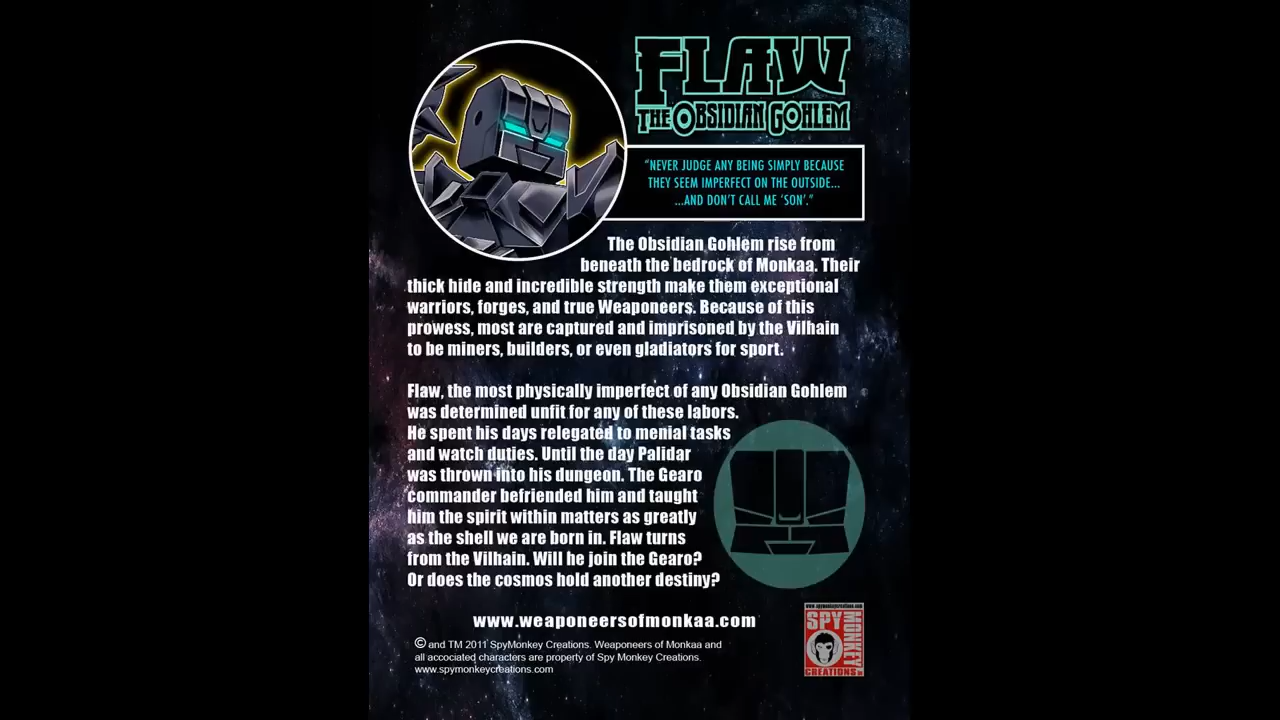 FLAW
THE OBSIDIAN GOHLEM
“NEVER JUDGE ANY BEING SIMPLY BECAUSE
THEY SEEM IMPERFECT ON THE OUTSIDE...
...AND DON’T CALL ME ‘SON’.”
The Obsidian Gohlem rise from
beneath the bedrock of Monkaa. Their
thick hide and incredible strength make them exceptional
warriors, forges, and true Weaponeers. Because of this
prowess, most are captured and imprisoned by the Vilhain
to be miners, builders, or even gladiators for sport.
Flaw, the most physically imperfect of any Obsidian Gohlem
was determined unfit for any of these labors.
He spent his days relegated to menial tasks
and watch duties. Until the day Palidar
was thrown into his dungeon. The Gearo
commander befriended him and taught
him the spirit within matters as greatly
as the shell we are born in. Flaw turns
from the Vilhain. Will he join the Gearo?
Or does the cosmos hold another destiny?
www.weaponeersofmonkaa.com
© and TM 2011 SpyMonkey Creations. Weaponeers of Monkaa and
all accociated characters are property of Spy Monkey Creations.
www.spymonkeycreations.com
www.spymonkeycreations.com
SPY
MONKEY
CREATIONS